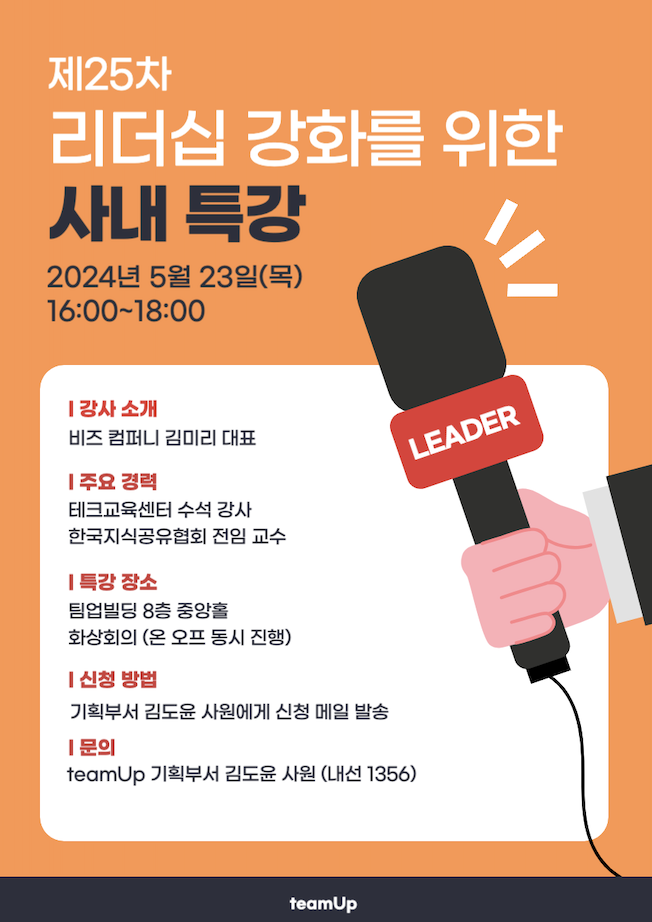 제25차
리더십 강화를 위한
사내 특강
2024년 5월 23일(목)
16:00~18:00
LEADER
| 강사 소개
비즈 컴퍼니 김미리 대표
| 주요 경력
테크교육센터 수석 강사
한국지식공유협회 전임 교수
| 특강 장소
팀업빌딩 8층 중앙홀
화상회의 (온 오프 동시 진행)
| 신청 방법
기획부서 김도윤 사원에게 신청 메일 발송
| 문의
teamUp 기획부서 김도윤 사원 (내선 1356)
teamUp